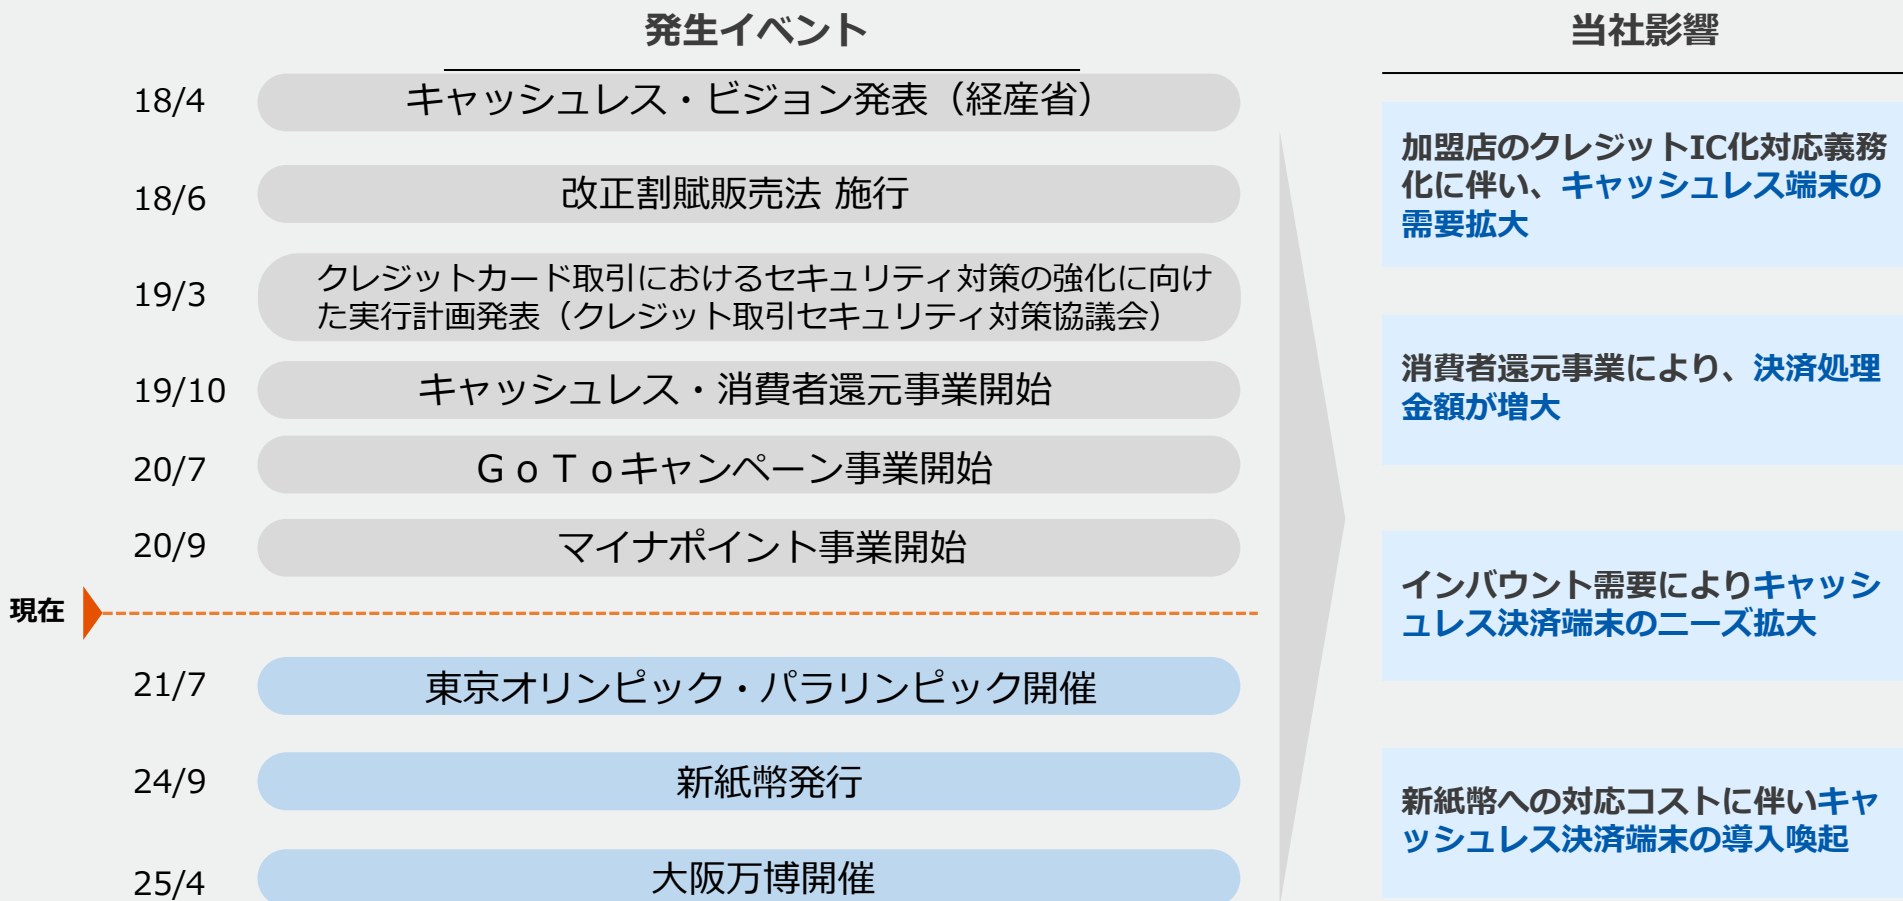 発生イベント
当社影響
18/4
キャッシュレス・ビジョン発表（経産省）
18/6
改正割賦販売法 施行
19/3
クレジットカード取引におけるセキュリティ対策の強化に向け
た実行計画発表（クレジット取引セキュリティ対策協議会）
19/10
キャッシュレス・消費者還元事業開始
20/7
ＧｏＴｏキャンペーン事業開始
20/9
マイナポイント事業開始
現在
21/7
東京オリンピック・パラリンピック開催
24/9
新紙幣発行
25/4
大阪万博開催
加盟店のクレジットIC化対応義務
化に伴い、キャッシュレス端末の
需要拡大
消費者還元事業により、決済処理
金額が増大
インバウント需要によりキャッシ
ュレス決済端末のニーズ拡大
新紙幣への対応コストに伴いキャ
ッシュレス決済端末の導入喚起